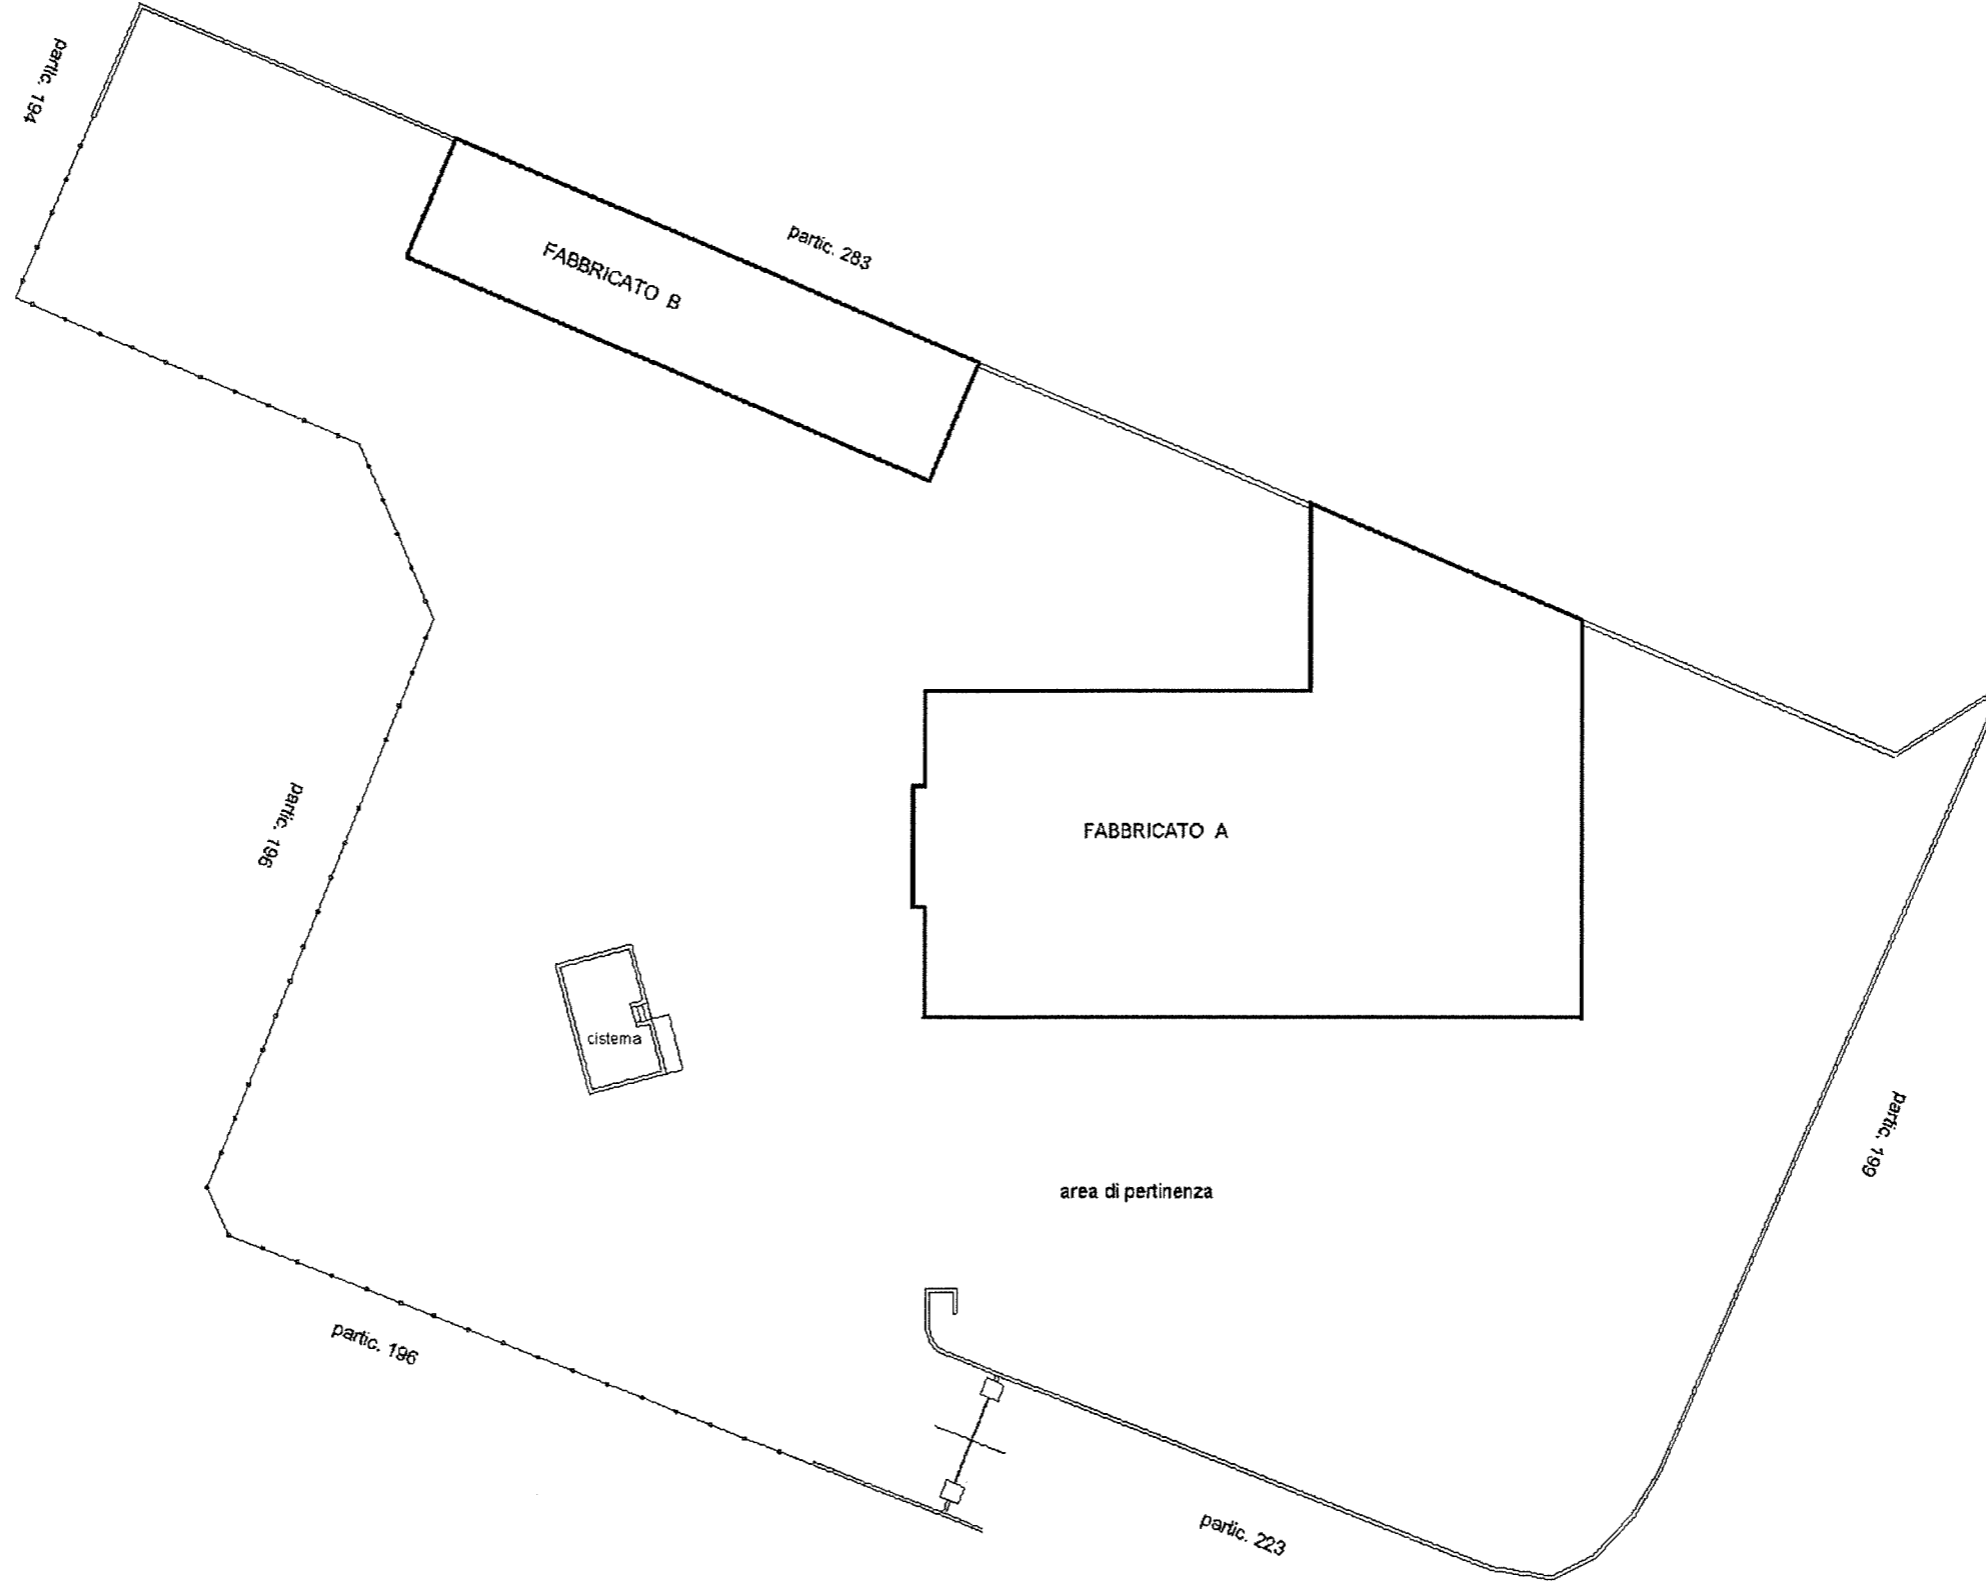 partic. 194
partic. 283
FABBRICATO B
FABBRICATO A
partic. 196
cisterna
partic. 199
area di pertinenza
partic. 196
partic. 223